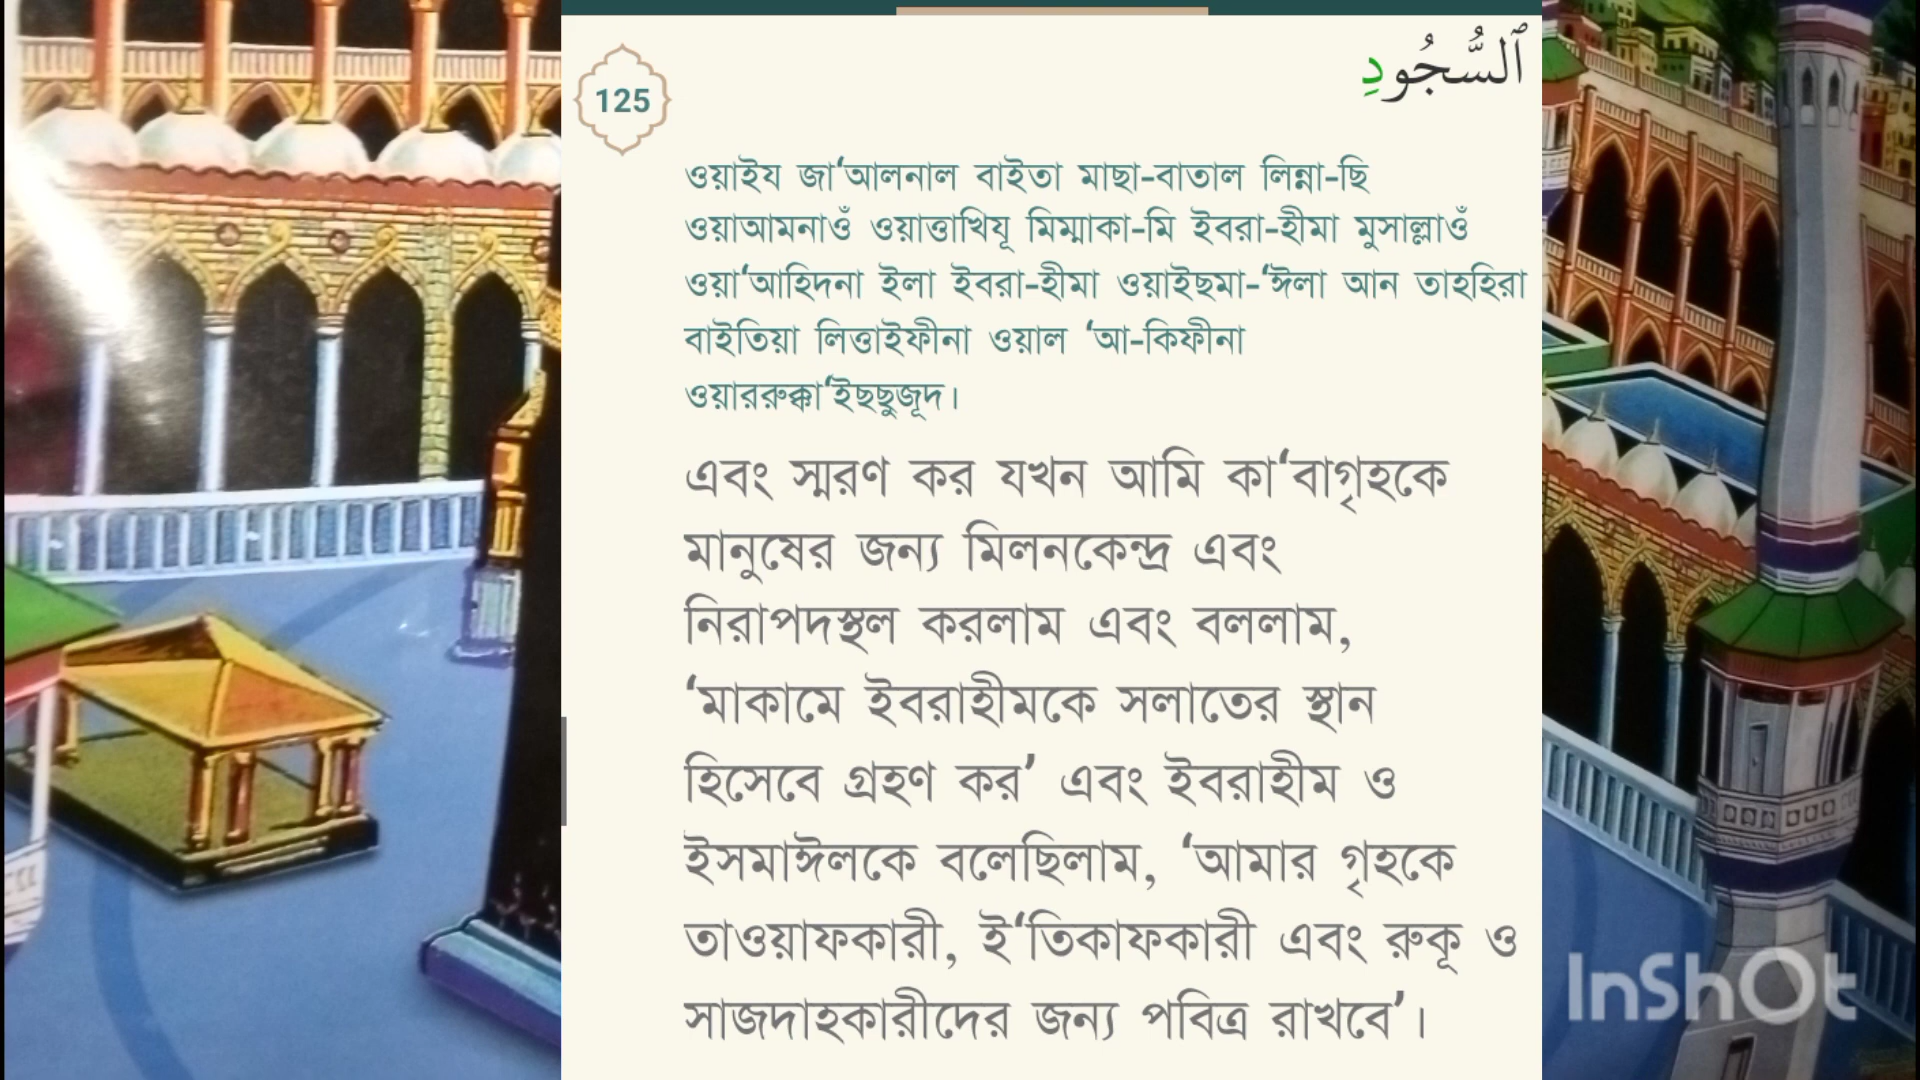 ٱلسُّجُودِ
125
ওয়াইয জা‘আলনাল বাইতা মাছা-বাতাল লিন্না-ছি
ওয়াআমনাওঁ ওয়াত্তাখিযূ মিম্মাকা-মি ইবরা-হীমা মুসাল্লাওঁ
ওয়া‘আহিদনা ইলা ইবরা-হীমা ওয়াইছমা-‘ঈলা আন তাহহিরা
বাইতিয়া লিত্তাইফীনা ওয়াল ‘আ-কিফীনা
ওয়াররুক্কা‘ইছছুজূদ।
এবং স্মরণ কর যখন আমি কা‘বাগৃহকে
মানুষের জন্য মিলনকেন্দ্র এবং
নিরাপদস্থল করলাম এবং বললাম,
‘মাকামে ইবরাহীমকে সলাতের স্থান
হিসেবে গ্রহণ কর’ এবং ইবরাহীম ও
ইসমাঈলকে বলেছিলাম, ‘আমার গৃহকে
তাওয়াফকারী, ই‘তিকাফকারী এবং রুকূ ও
সাজদাহকারীদের জন্য পবিত্র রাখবে’।
InShOt